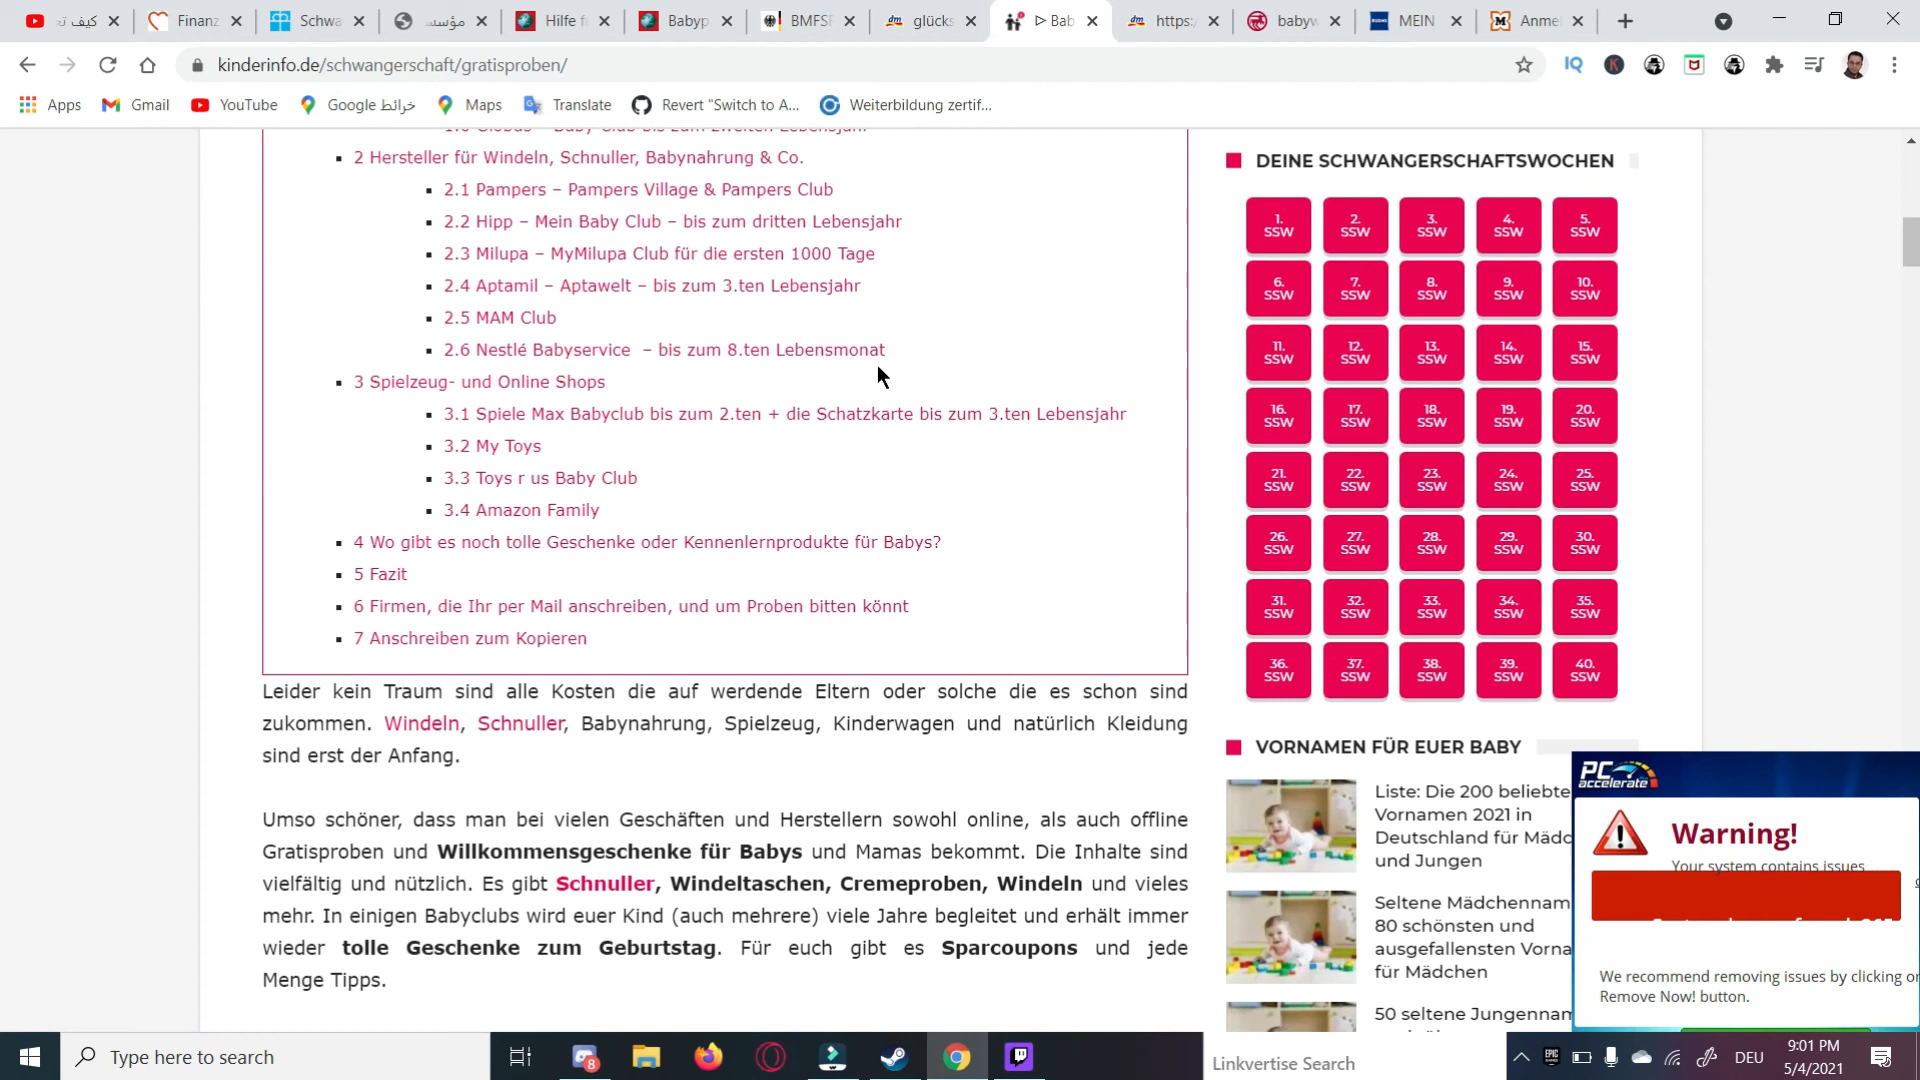 كيف تح
Finanz
Schwa
مؤسس
Hilfe f
Babyp
BMFSF
dm glücks
▷ Bab
dm https:/
babyw
MEIN
Anme
kinderinfo.de/schwangerschaft/gratisproben/
IQ
Apps Gmail YouTube Google خرائط Maps Translate Revert "Switch to A... Weiterbildung zertif...
2 Hersteller für Windeln, Schnuller, Babynahrung & Co.
2.1 Pampers – Pampers Village & Pampers Club
2.2 Hipp – Mein Baby Club – bis zum dritten Lebensjahr
2.3 Milupa – MyMilupa Club für die ersten 1000 Tage
2.4 Aptamil – Aptawelt – bis zum 3.ten Lebensjahr
2.5 MAM Club
2.6 Nestlé Babyservice – bis zum 8.ten Lebensmonat
3 Spielzeug- und Online Shops
3.1 Spiele Max Babyclub bis zum 2.ten + die Schatzkarte bis zum 3.ten Lebensjahr
3.2 My Toys
3.3 Toys r us Baby Club
3.4 Amazon Family
4 Wo gibt es noch tolle Geschenke oder Kennenlernprodukte für Babys?
5 Fazit
6 Firmen, die Ihr per Mail anschreiben, und um Proben bitten könnt
7 Anschreiben zum Kopieren
Leider kein Traum sind alle Kosten die auf werdende Eltern oder solche die es schon sind
zukommen. Windeln, Schnuller, Babynahrung, Spielzeug, Kinderwagen und natürlich Kleidung
sind erst der Anfang.
Umso schöner, dass man bei vielen Geschäften und Herstellern sowohl online, als auch offline
Gratisproben und Willkommensgeschenke für Babys und Mamas bekommt. Die Inhalte sind
vielfältig und nützlich. Es gibt Schnuller, Windeltaschen, Cremeproben, Windeln und vieles
mehr. In einigen Babyclubs wird euer Kind (auch mehrere) viele Jahre begleitet und erhält immer
wieder tolle Geschenke zum Geburtstag. Für euch gibt es Sparcoupons und jede
Menge Tipps.
DEINE SCHWANGERSCHAFTSWOCHEN
1. SSW 2. SSW 3. SSW 4. SSW 5. SSW
6. SSW 7. SSW 8. SSW 9. SSW 10. SSW
11. SSW 12. SSW 13. SSW 14. SSW 15. SSW
16. SSW 17. SSW 18. SSW 19. SSW 20. SSW
21. SSW 22. SSW 23. SSW 24. SSW 25. SSW
26. SSW 27. SSW 28. SSW 29. SSW 30. SSW
31. SSW 32. SSW 33. SSW 34. SSW 35. SSW
36. SSW 37. SSW 38. SSW 39. SSW 40. SSW
VORNAMEN FÜR EUER BABY
Liste: Die 200 beliebte
Vornamen 2021 in
Deutschland für Mädc
und Jungen
Seltene Mädchennam
80 schönsten und
ausgefallensten Vorna
für Mädchen
50 seltene Jungennam
PC accelerate
Warning!
Your system contains issues
We recommend removing issues by clicking on
Remove Now! button.
Type here to search
8
Linkvertise Search
EPIC GAMES
DEU
9:01 PM
5/4/2021